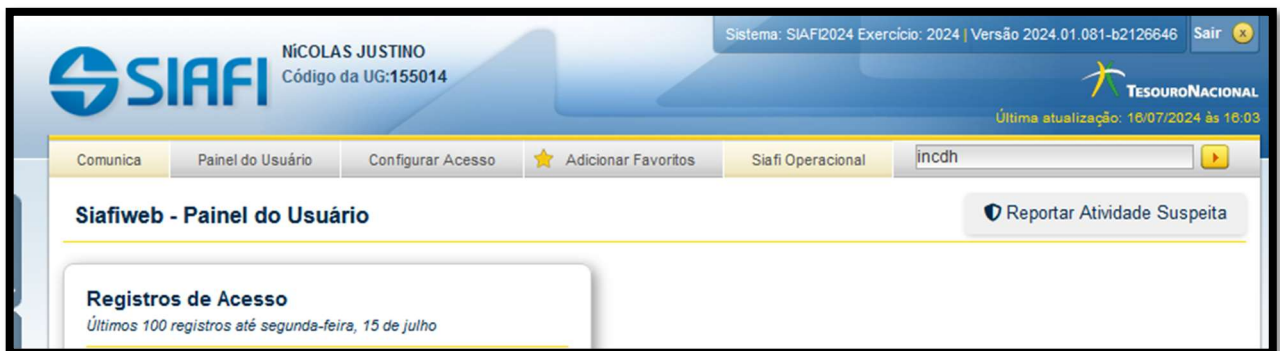 Sistema: SIAFI2024 Exercício: 2024 | Versão 2024.01.081-b2126646 Sair x
SIAFI
NÍCOLAS JUSTINO
Código da UG:155014
TESOURONACIONAL
Última atualização: 16/07/2024 às 16:03
Comunica Painel do Usuário Configurar Acesso Adicionar Favoritos Siafi Operacional incdh
Siafiweb - Painel do Usuário
Reportar Atividade Suspeita
Registros de Acesso
Últimos 100 registros até segunda-feira, 15 de julho